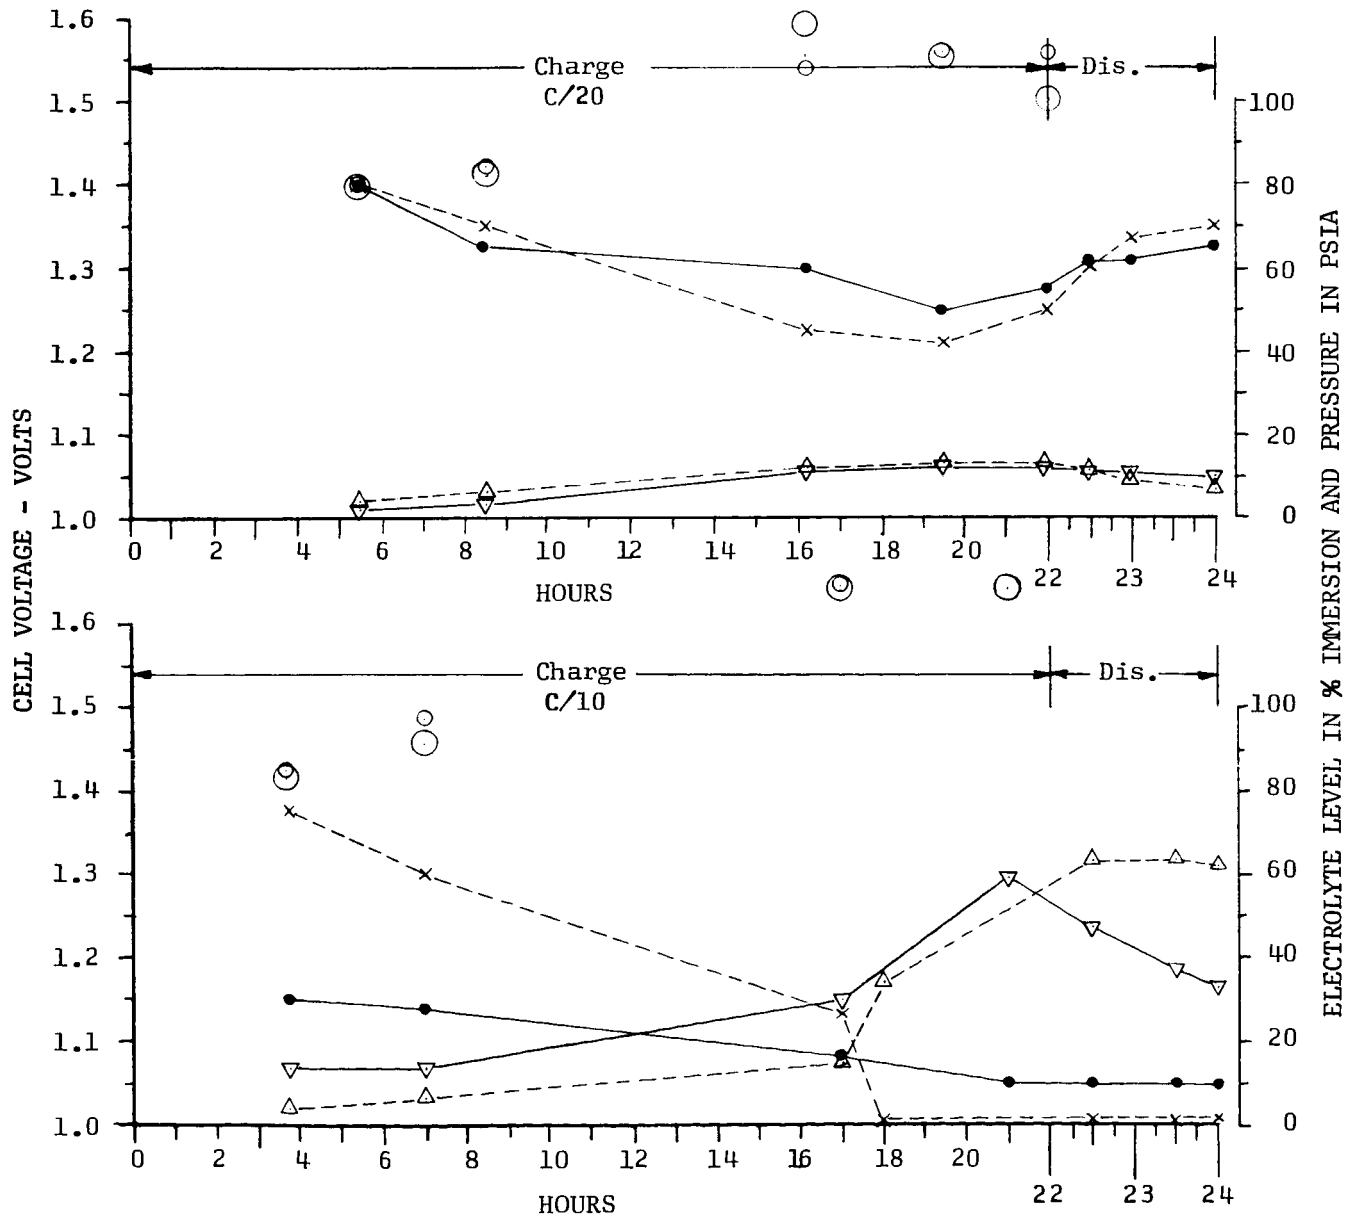 1.6
Charge
C/20
Dis.
1.5
1.4
1.3
1.2
1.1
1.0
100
80
60
40
20
0
0 4 6 8 10 12 14 16 18 20 22 23 24
HOURS
CELL VOLTAGE - VOLTS
ELECTROLYTE LEVEL IN % IMMERSION AND PRESSURE IN PSIA
1.6
Charge
C/10
Dis.
1.5
1.4
1.3
1.2
1.1
1.0
100
80
60
40
20
0
0 2 4 6 8 10 12 14 16 18 20 22 23 24
HOURS